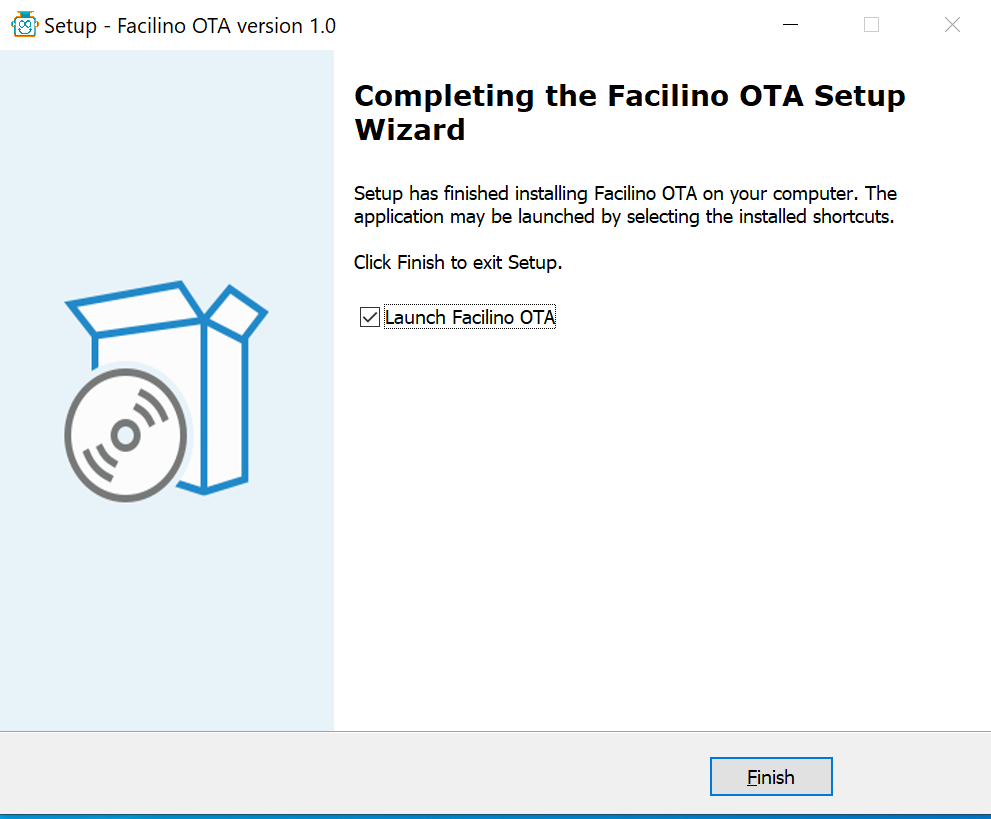 Setup - Facilino OTA version 1.0
Completing the Facilino OTA Setup
Wizard
Setup has finished installing Facilino OTA on your computer. The
application may be launched by selecting the installed shortcuts.
Click Finish to exit Setup.
Launch Facilino OTA
Finish